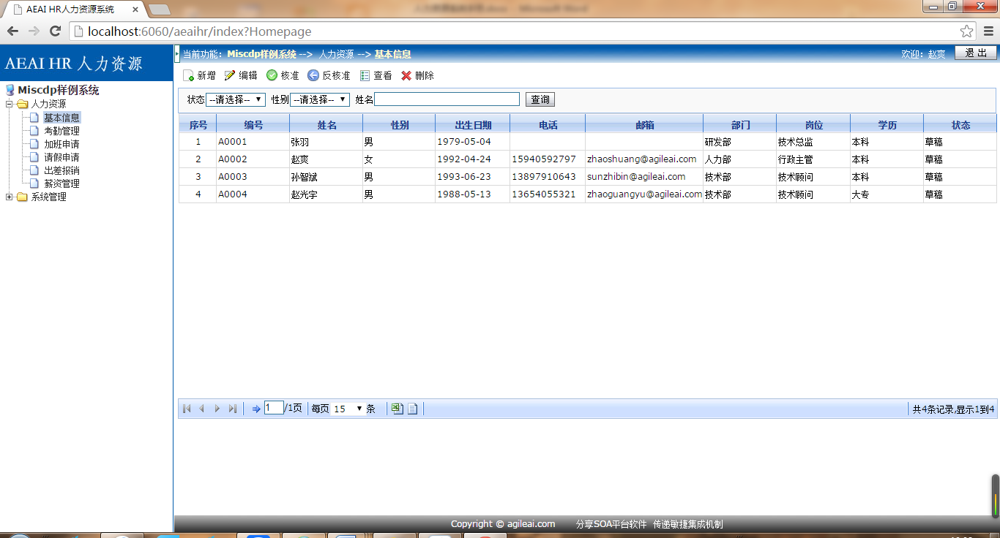 AEAI HR人力资源系统
localhost:6060/aeaihr/index?Homepage
AEAI HR 人力资源
当前功能：Miscdp样例系统 --> 人力资源 --> 基本信息
欢迎：赵爽 退 出
Miscdp样例系统
人力资源
基本信息
考勤管理
加班申请
请假申请
出差报销
薪资管理
系统管理
新增 编辑 核准 反核准 查看 删除
状态 --请选择-- 性别 --请选择-- 姓名 查询
序号 编号 姓名 性别 出生日期 电话 邮箱 部门 岗位 学历 状态
1 A0001 张羽 男 1979-05-04 研发部 技术总监 本科 草稿
2 A0002 赵爽 女 1992-04-24 15940592797 zhaoshuang@agileai.com 人力部 行政主管 本科 草稿
3 A0003 孙智斌 男 1993-06-23 13897910643 sunzhibin@agileai.com 技术部 技术顾问 本科 草稿
4 A0004 赵光宇 男 1988-05-13 13654055321 zhaoguangyu@agileai.com 技术部 技术顾问 大专 草稿
1 /1页 每页 15 条
共4条记录,显示1到4
Copyright © agileai.com 分享SOA平台软件 传递敏捷集成机制